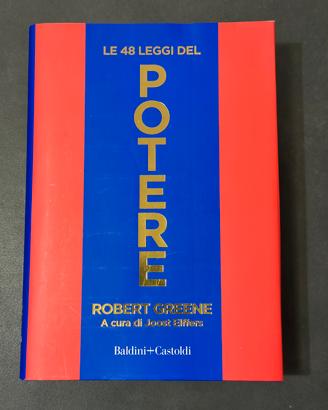 LE 48 LEGGI DEL
POTERE
ROBERT GREENE
A cura di Joost Elffers
Baldini+Castoldi